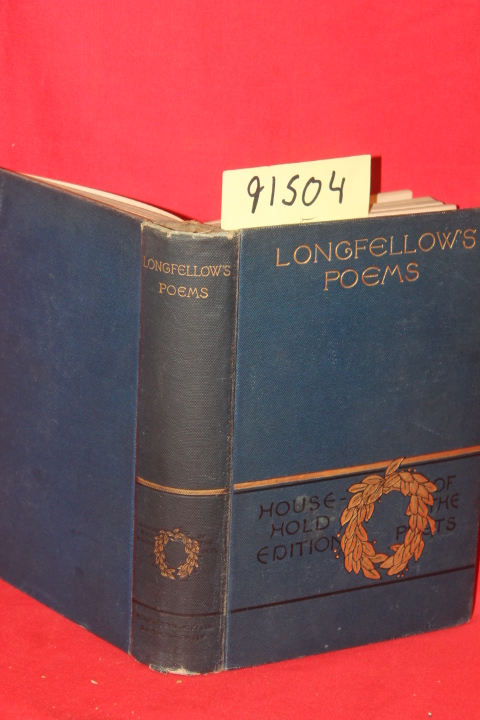 91504
LONGFELLOW'S
POEMS
LONGFELLOW'S
POEMS
HOUSE-
HOLD
EDITION
OF
THE
POETS